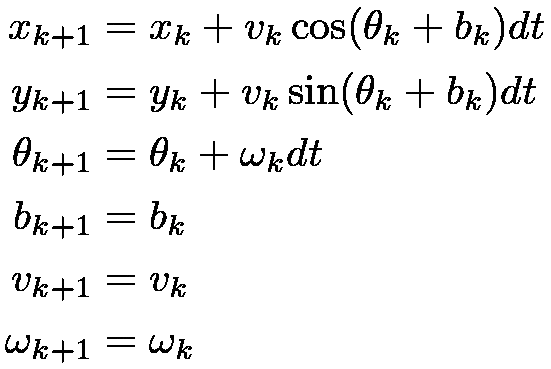 x_{k+1} = x_k + v_k cos(θ_k + b_k)dt
y_{k+1} = y_k + v_k sin(θ_k + b_k)dt
θ_{k+1} = θ_k + ω_k dt
b_{k+1} = b_k
v_{k+1} = v_k
ω_{k+1} = ω_k